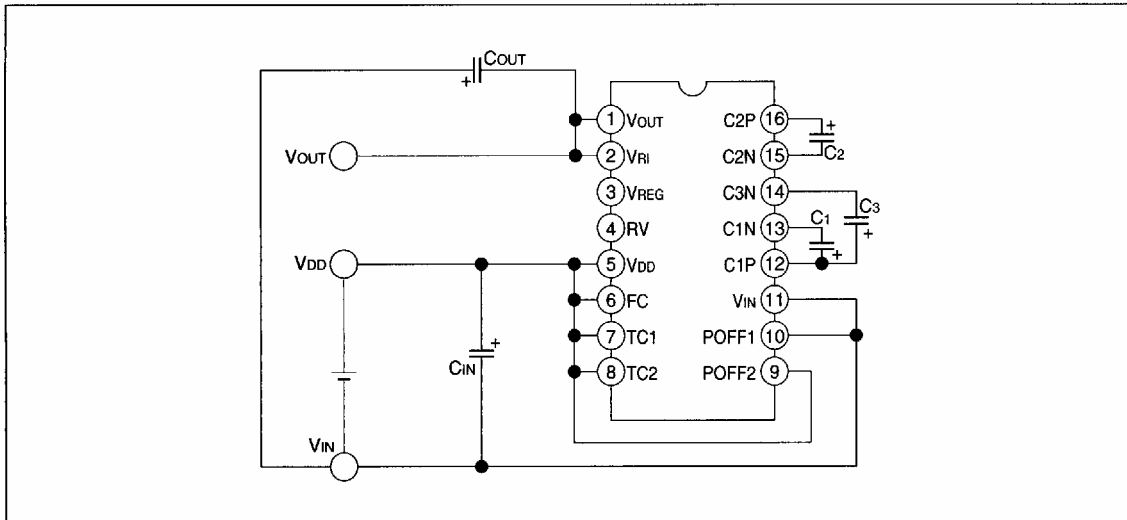 COUT
+
1 VOUT
C2P 16
+
VOUT
2 VRI
C2N 15
C2
3 VREG
C3N 14
C3
4 RV
C1N 13
C1
+
+
VDD
5 VDD
C1P 12
6 FC
VIN 11
+
7 TC1
POFF1 10
CIN
8 TC2
POFF2 9
VIN